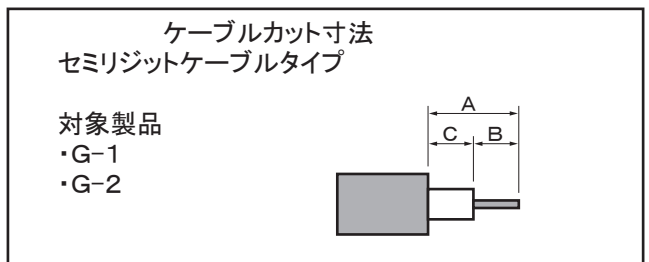 ケーブルカット寸法
セミリジットケーブルタイプ
対象製品
・G-1
・G-2
A
C B